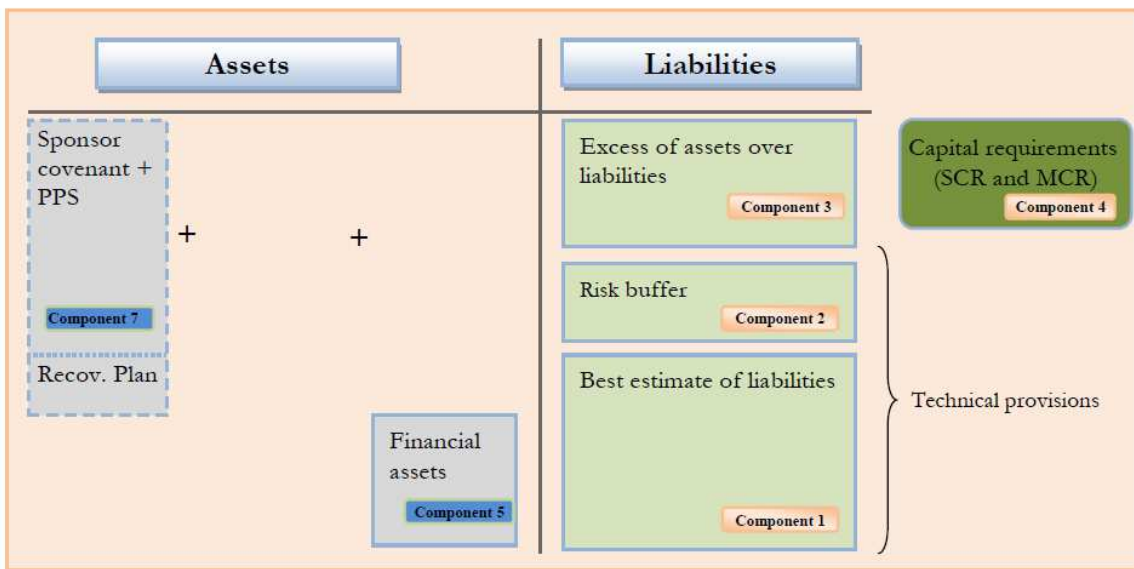 Assets
Liabilities
Sponsor
covenant +
PPS
+
+
Component 7
Recov. Plan
Financial
assets
Component 5
Excess of assets over
liabilities
Component 3
Risk buffer
Component 2
Best estimate of liabilities
Component 1
Capital requirements
(SCR and MCR)
Component 4
Technical provisions